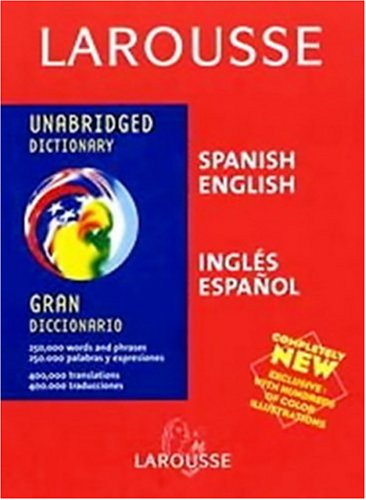 LAROUSSE
UNABRIDGED
DICTIONARY
SPANISH
ENGLISH
INGLÉS
ESPAÑOL
GRAN
DICCIONARIO
250,000 words and phrases
250.000 palabras y expresiones
400,000 translations
400.000 traducciones
COMPLETELY
NEW
EXCLUSIVE:
WITH HUNDREDS
OF COLOR
ILLUSTRATIONS
LAROUSSE